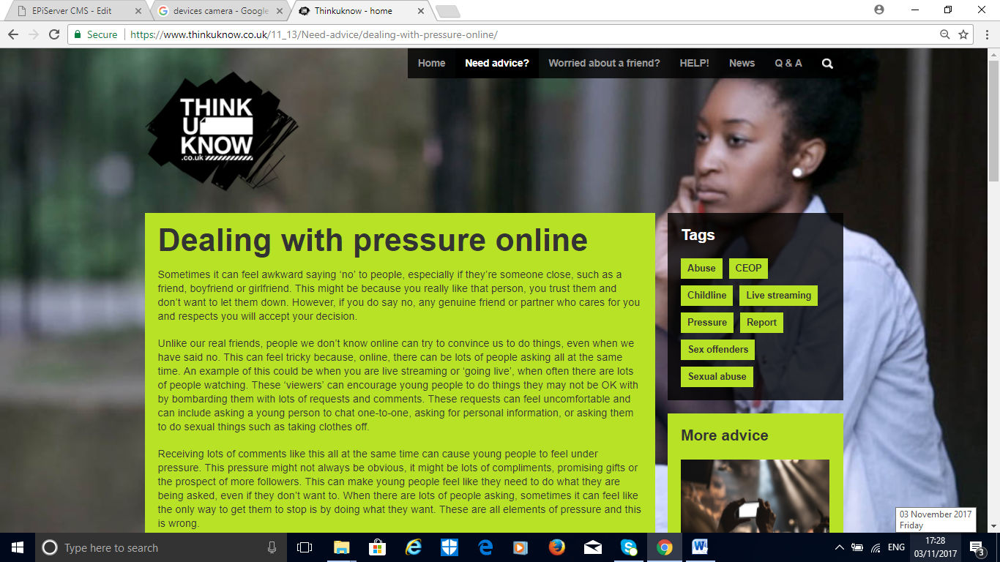 EPiServer CMS - Edit
devices camera - Google
Thinkuknow - home
Secure
https://www.thinkuknow.co.uk/11_13/Need-advice/dealing-with-pressure-online/
Home
Need advice?
Worried about a friend?
HELP!
News
Q & A
THINK
U
KNOW
.co.uk
Dealing with pressure online
Sometimes it can feel awkward saying ‘no’ to people, especially if they’re someone close, such as a
friend, boyfriend or girlfriend. This might be because you really like that person, you trust them and
don’t want to let them down. However, if you do say no, any genuine friend or partner who cares for you
and respects you will accept your decision.
Unlike our real friends, people we don’t know online can try to convince us to do things, even when we
have said no. This can feel tricky because, online, there can be lots of people asking all at the same
time. An example of this could be when you are live streaming or ‘going live’, when often there are lots
of people watching. These ‘viewers’ can encourage young people to do things they may not be OK with
by bombarding them with lots of requests and comments. These requests can feel uncomfortable and
can include asking a young person to chat one-to-one, asking for personal information, or asking them
to do sexual things such as taking clothes off.
Receiving lots of comments like this all at the same time can cause young people to feel under
pressure. This pressure might not always be obvious, it might be lots of compliments, promising gifts or
the prospect of more followers. This can make young people feel like they need to do what they are
being asked, even if they don’t want to. When there are lots of people asking, sometimes it can feel like
the only way to get them to stop is by doing what they want. These are all elements of pressure and this
is wrong.
Tags
Abuse
CEOP
Childline
Live streaming
Pressure
Report
Sex offenders
Sexual abuse
More advice
03 November 2017
Friday
Type here to search
ENG
17:28
03/11/2017
3